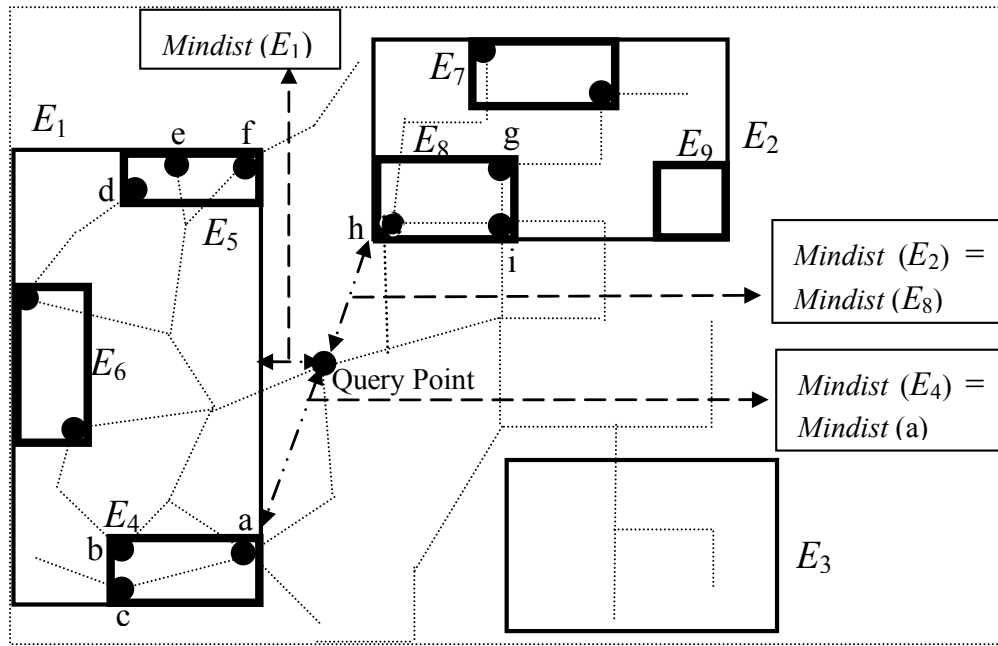 Mindist (E1)
E7
E1
e
f
g
E8
E9
E2
d
E5
h
i
Mindist (E2) =
Mindist (E8)
E6
Query Point
Mindist (E4) =
Mindist (a)
E4
a
b
E3
c